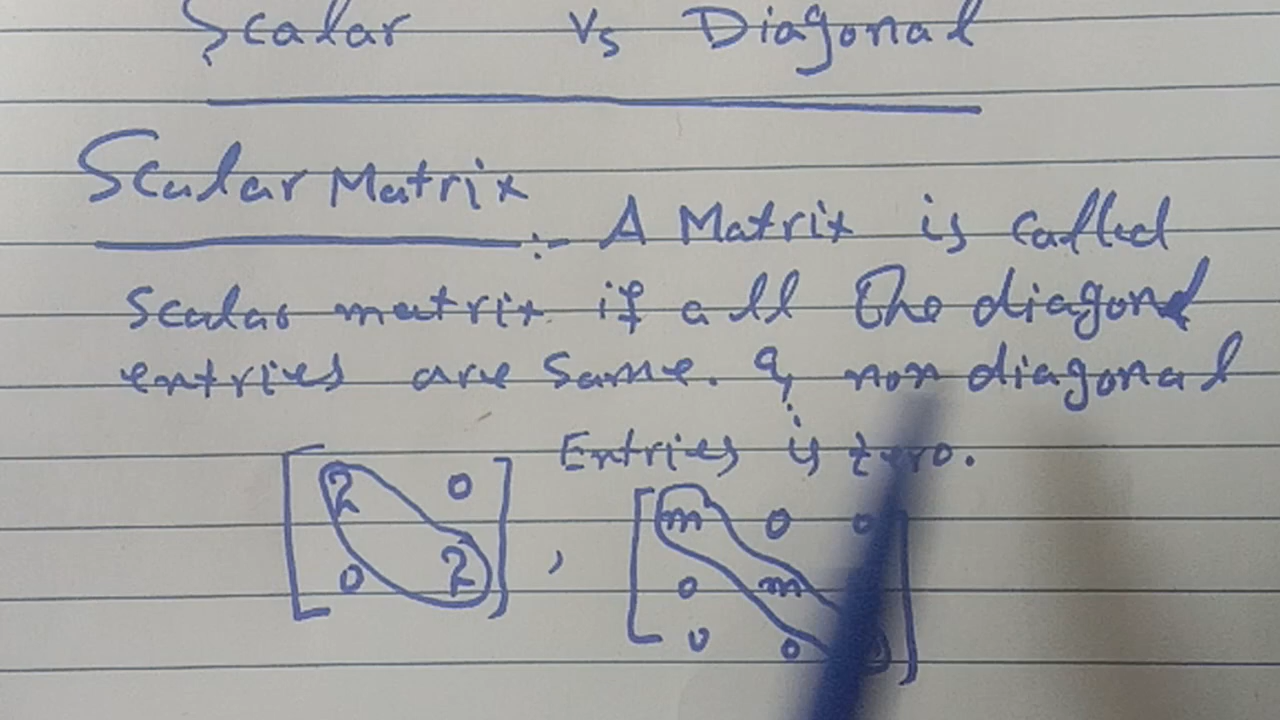 Scalar Vs Diagonal
Scalar Matrix :- A Matrix is called
Scalar matrix if all the diagonal
entries are same. & non diagonal
Entries is zero.
[2 0
0 2] , [m 0 0
0 m
0 0]